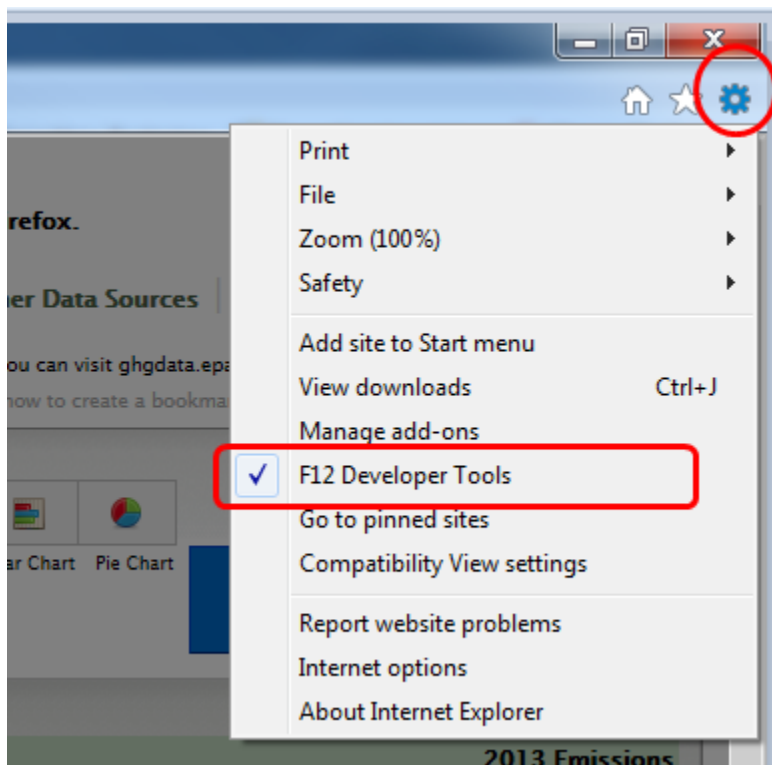 Print
File
Zoom (100%)
Safety
Add site to Start menu
View downloads Ctrl+J
Manage add-ons
F12 Developer Tools
Go to pinned sites
Compatibility View settings
Report website problems
Internet options
About Internet Explorer
refox.
er Data Sources
ou can visit ghgdata.epa
how to create a bookma
ar Chart Pie Chart
2013 Emissions